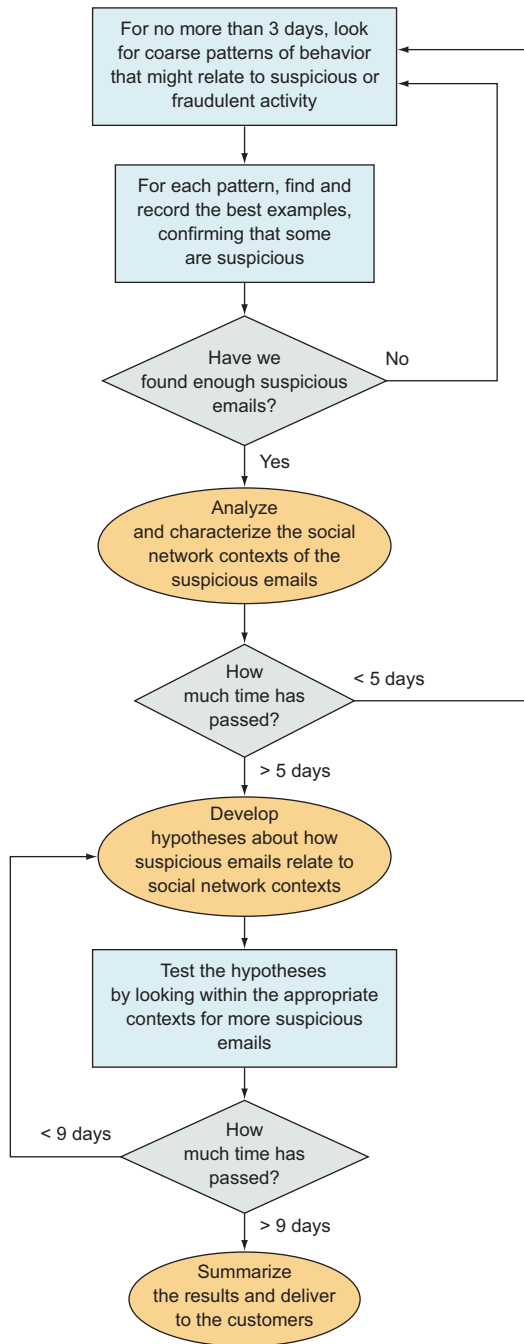 For no more than 3 days, look
for coarse patterns of behavior
that might relate to suspicious or
fraudulent activity
For each pattern, find and
record the best examples,
confirming that some
are suspicious
Have we
found enough suspicious
emails?
No
Yes
Analyze
and characterize the social
network contexts of the
suspicious emails
How
much time has
passed?
< 5 days
> 5 days
Develop
hypotheses about how
suspicious emails relate to
social network contexts
Test the hypotheses
by looking within the appropriate
contexts for more suspicious
emails
< 9 days
How
much time has
passed?
> 9 days
Summarize
the results and deliver
to the customers